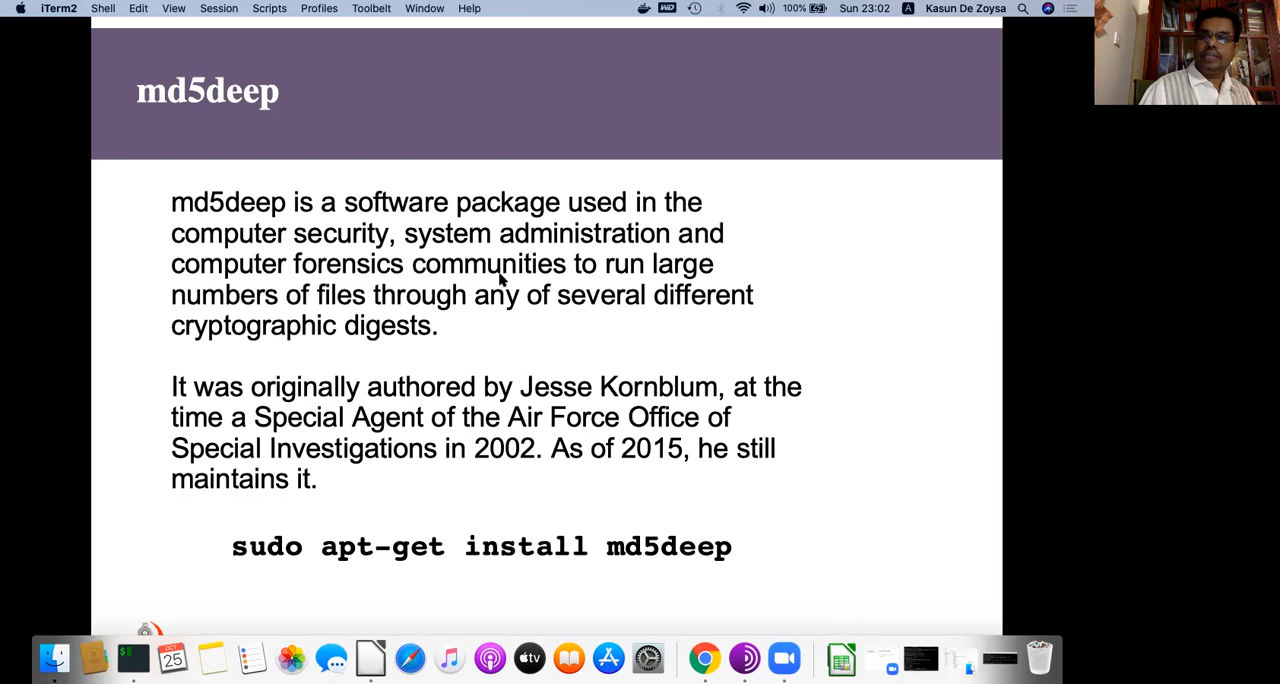 iTerm2 Shell Edit View Session Scripts Profiles Toolbelt Window Help WD 100% Sun 23:02 A Kasun De Zoysa
md5deep
md5deep is a software package used in the
computer security, system administration and
computer forensics communities to run large
numbers of files through any of several different
cryptographic digests.
It was originally authored by Jesse Kornblum, at the
time a Special Agent of the Air Force Office of
Special Investigations in 2002. As of 2015, he still
maintains it.
sudo apt-get install md5deep
OCT
25
tv